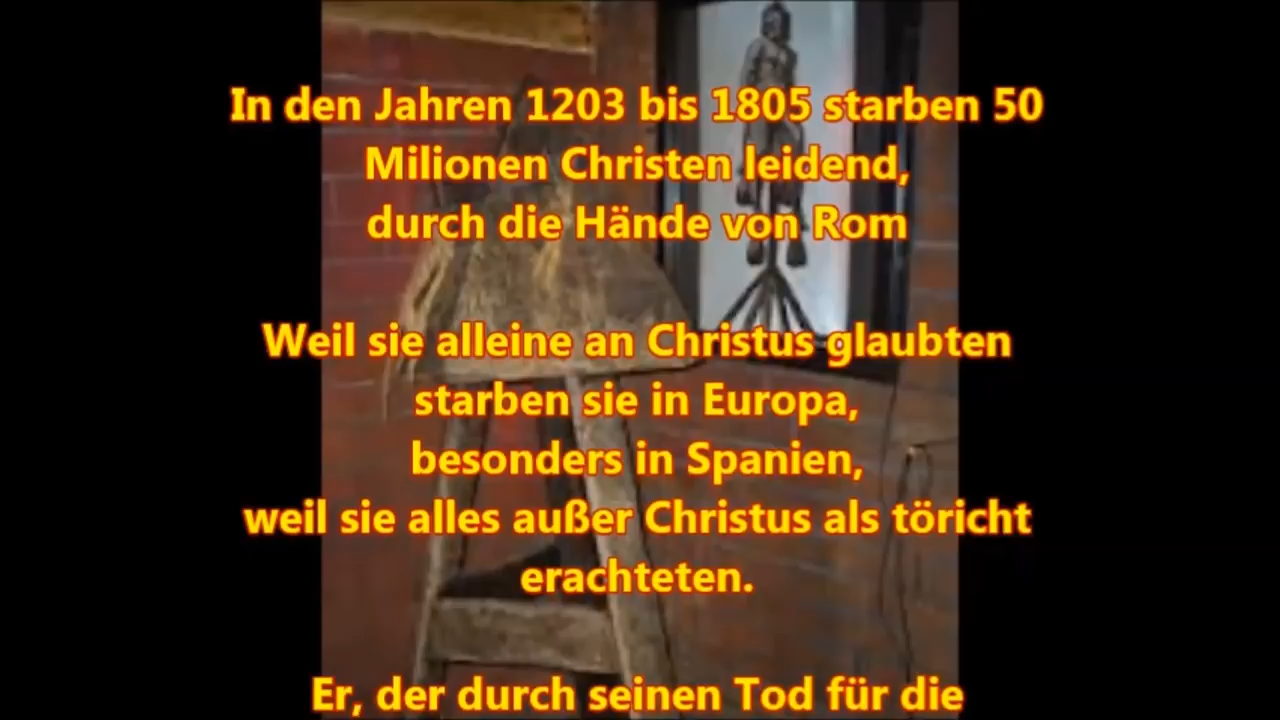 In den Jahren 1203 bis 1805 starben 50
Milionen Christen leidend,
durch die Hände von Rom
Weil sie alleine an Christus glaubten
starben sie in Europa,
besonders in Spanien,
weil sie alles außer Christus als töricht
erachteten.
Er, der durch seinen Tod für die